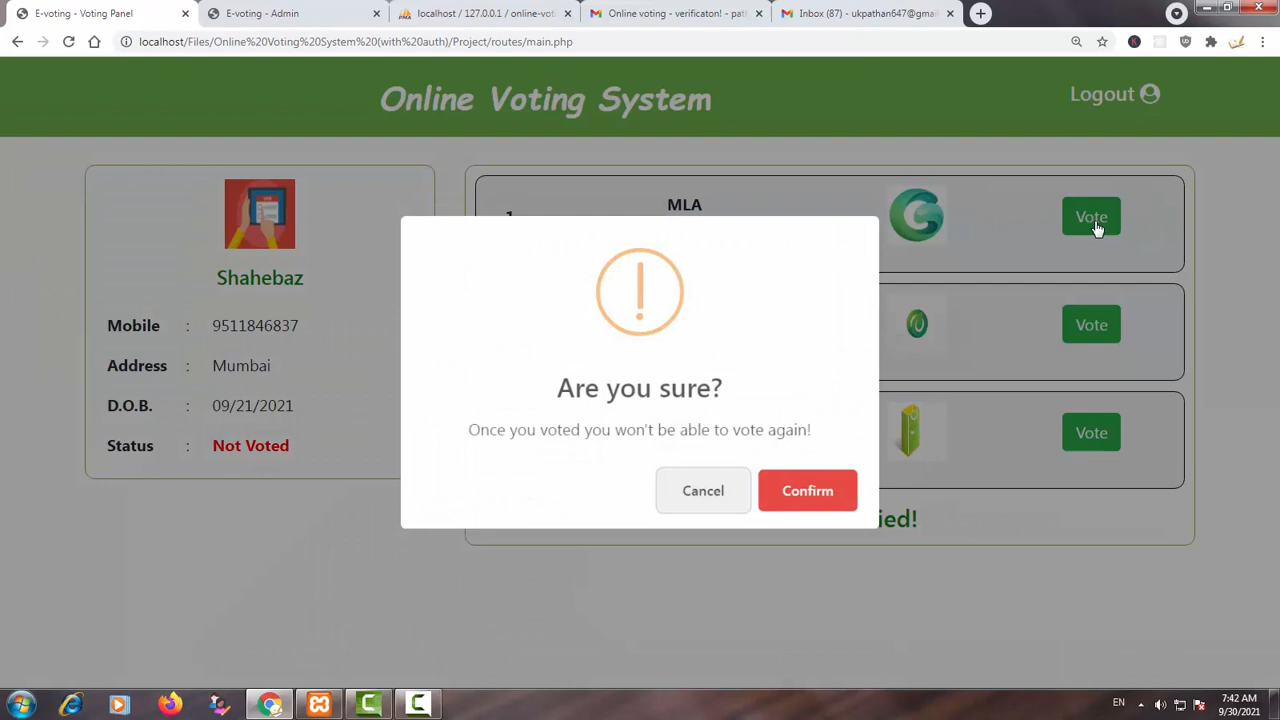 E-voting - Voting Panel
E-voting - Admin
localhost / 127.0.0.1 / online-vot
Online voting - verificaton! - pat
Inbox (87) - ukpathan647@gmai
localhost/Files/Online%20Voting%20System%20(with%20auth)/Project/routes/main.php
Online Voting System
Logout
Shahebaz
Mobile : 9511846837
Address : Mumbai
D.O.B. : 09/21/2021
Status : Not Voted
MLA
1
Vote
Vote
Vote
ied!
Are you sure?
Once you voted you won't be able to vote again!
Cancel
Confirm
EN
7:42 AM
9/30/2021